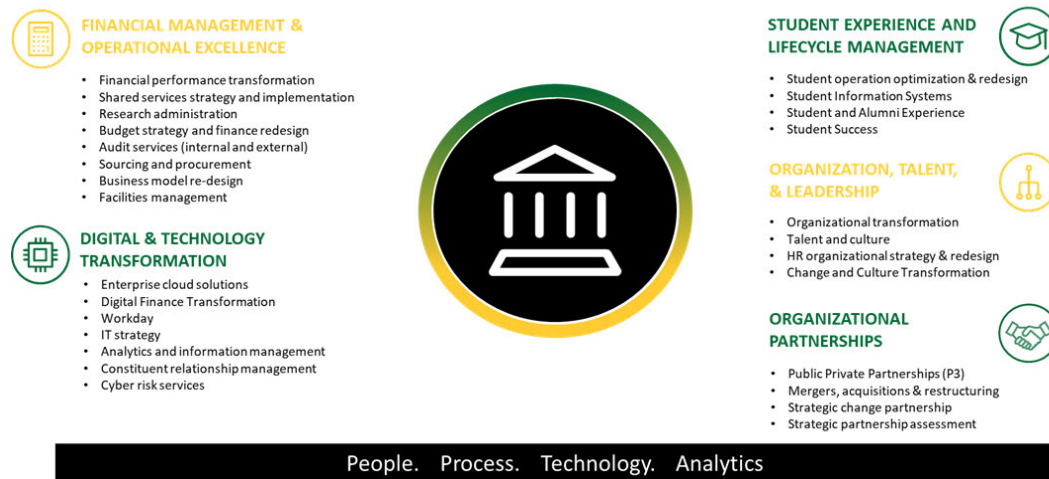 FINANCIAL MANAGEMENT &
OPERATIONAL EXCELLENCE
• Financial performance transformation
• Shared services strategy and implementation
• Research administration
• Budget strategy and finance redesign
• Audit services (internal and external)
• Sourcing and procurement
• Business model re-design
• Facilities management
DIGITAL & TECHNOLOGY
TRANSFORMATION
• Enterprise cloud solutions
• Digital Finance Transformation
• Workday
• IT strategy
• Analytics and information management
• Constituent relationship management
• Cyber risk services
STUDENT EXPERIENCE AND
LIFECYCLE MANAGEMENT
• Student operation optimization & redesign
• Student Information Systems
• Student and Alumni Experience
• Student Success
ORGANIZATION, TALENT,
& LEADERSHIP
• Organizational transformation
• Talent and culture
• HR organizational strategy & redesign
• Change and Culture Transformation
ORGANIZATIONAL
PARTNERSHIPS
• Public Private Partnerships (P3)
• Mergers, acquisitions & restructuring
• Strategic change partnership
• Strategic partnership assessment
People. Process. Technology. Analytics